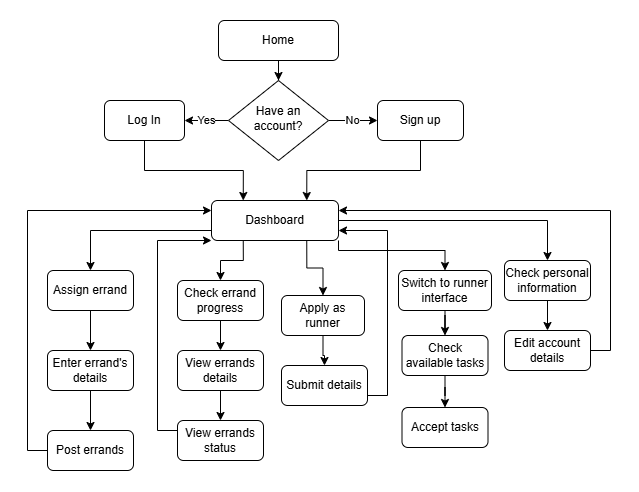 Home
Have an
account?
Log In
Yes
No
Sign up
Dashboard
Assign errand
Enter errand's
details
Post errands
Check errand
progress
View errands
details
View errands
status
Apply as
runner
Submit details
Switch to runner
interface
Check
available tasks
Accept tasks
Check personal
information
Edit account
details